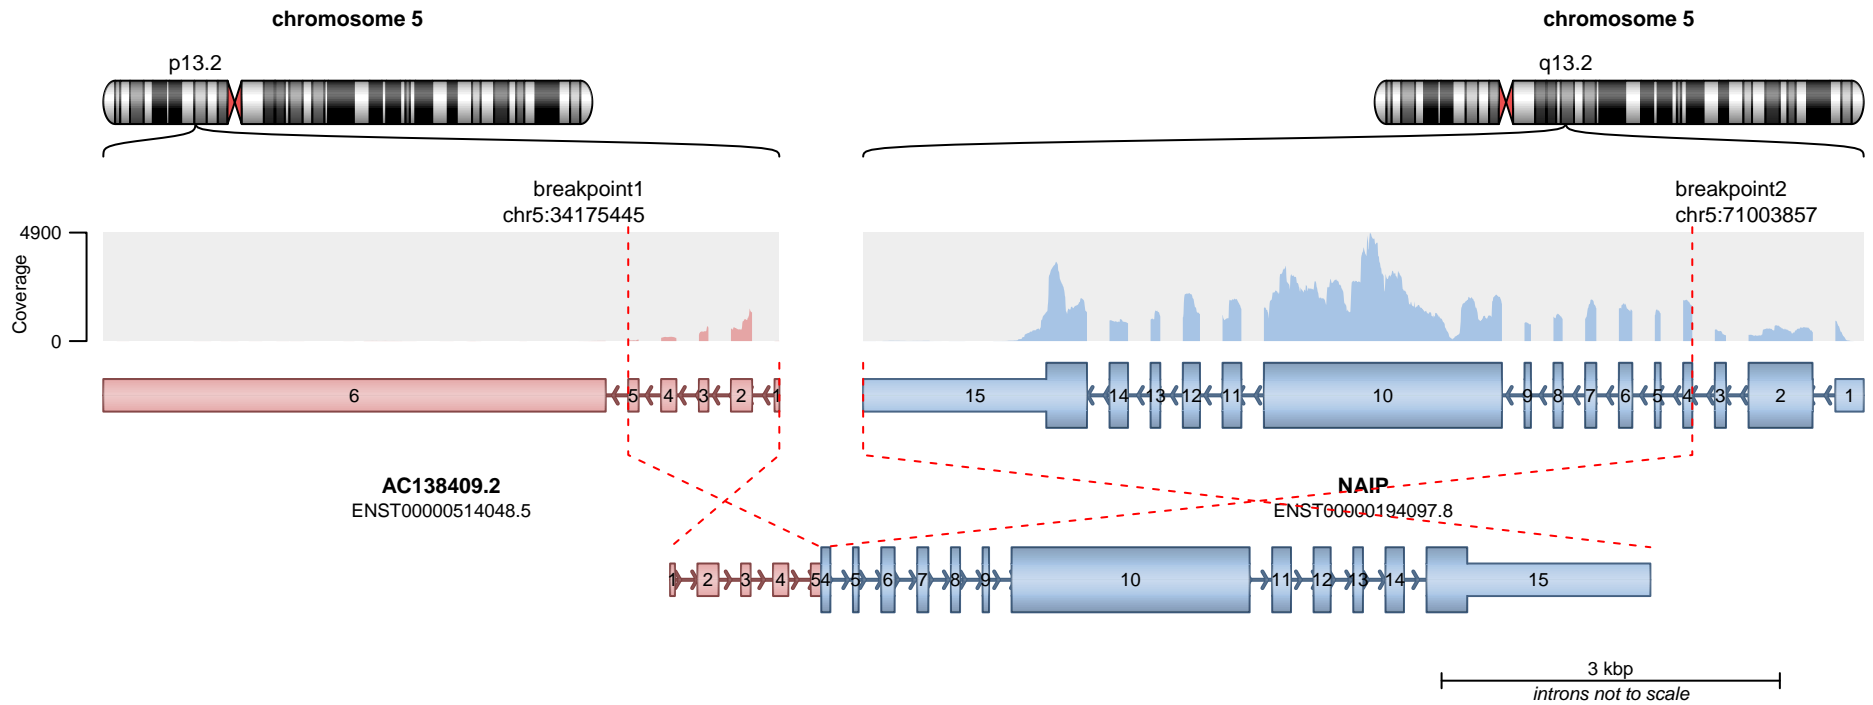 chromosome 5
chromosome 5
p13.2
q13.2
breakpoint1
chr5:34175445
breakpoint2
chr5:71003857
4900
0
Coverage
6 5 4 3 2 1
15 14 13 12 11 10 9 8 7 6 5 4 3 2 1
AC138409.2
ENST00000514048.5
NAIP
ENST00000194097.8
1 2 3 4 5 4 5 6 7 8 9 10 11 12 13 14 15
3 kbp
introns not to scale